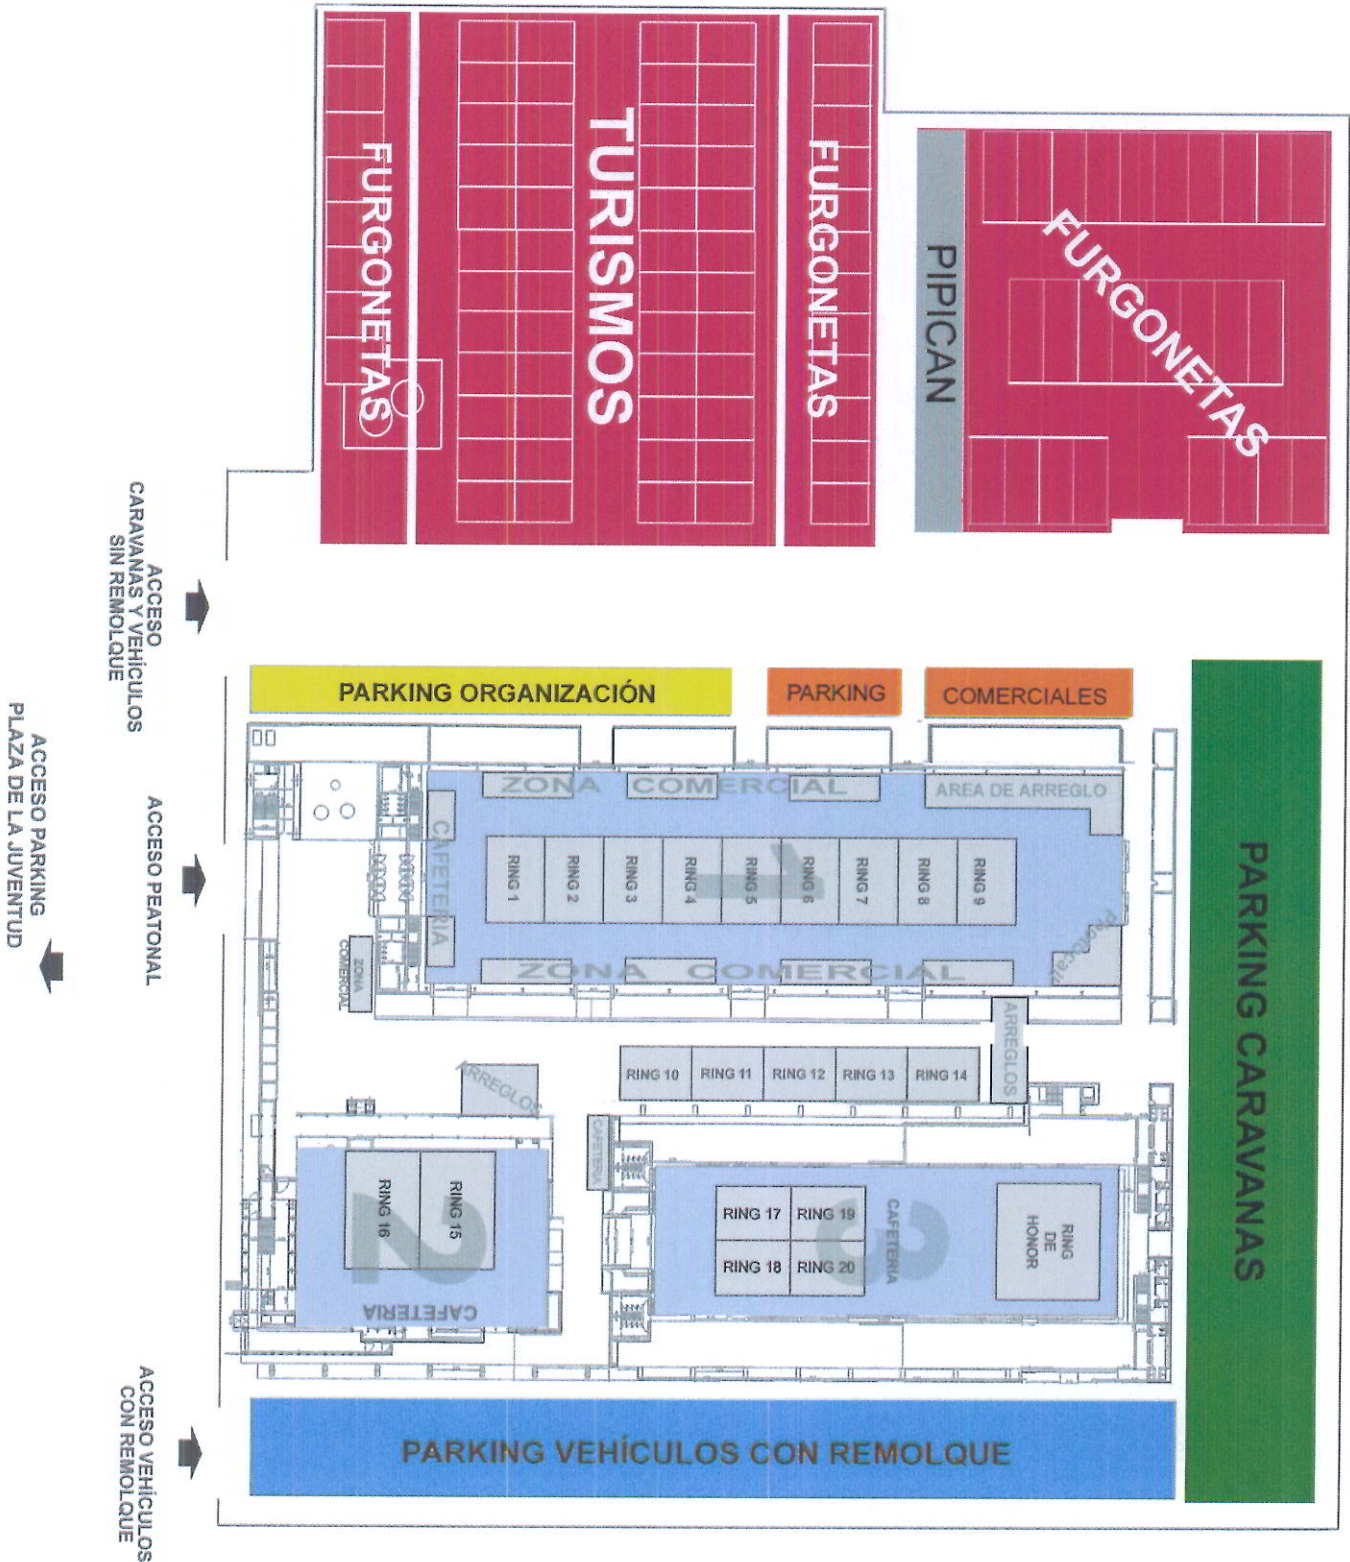 FURGONETAS
TURISMOS
FURGONETAS
FURGONETAS
PIPICAN
ACCESO
CARAVANAS Y VEHÍCULOS
SIN REMOLQUE
PARKING ORGANIZACIÓN
PARKING
COMERCIALES
PARKING CARAVANAS
ACCESO PARKING
PLAZA DE LA JUVENTUD
ACCESO PEATONAL
ZONA COMERCIAL
AREA DE ARREGLO
CAFETERIA
1
RING 1
RING 2
RING 3
RING 4
RING 5
RING 6
RING 7
RING 8
RING 9
ZONA COMERCIAL
ZONA
COMERCIAL
ARREGLOS
RING 10
RING 11
RING 12
RING 13
RING 14
ARREGLOS
CAFETERIA
2
RING 15
RING 16
CAFETERIA
3
RING 17
RING 19
RING 18
RING 20
CAFETERIA
RING
DE
HONOR
PARKING VEHÍCULOS CON REMOLQUE
ACCESO VEHÍCULOS
CON REMOLQUE